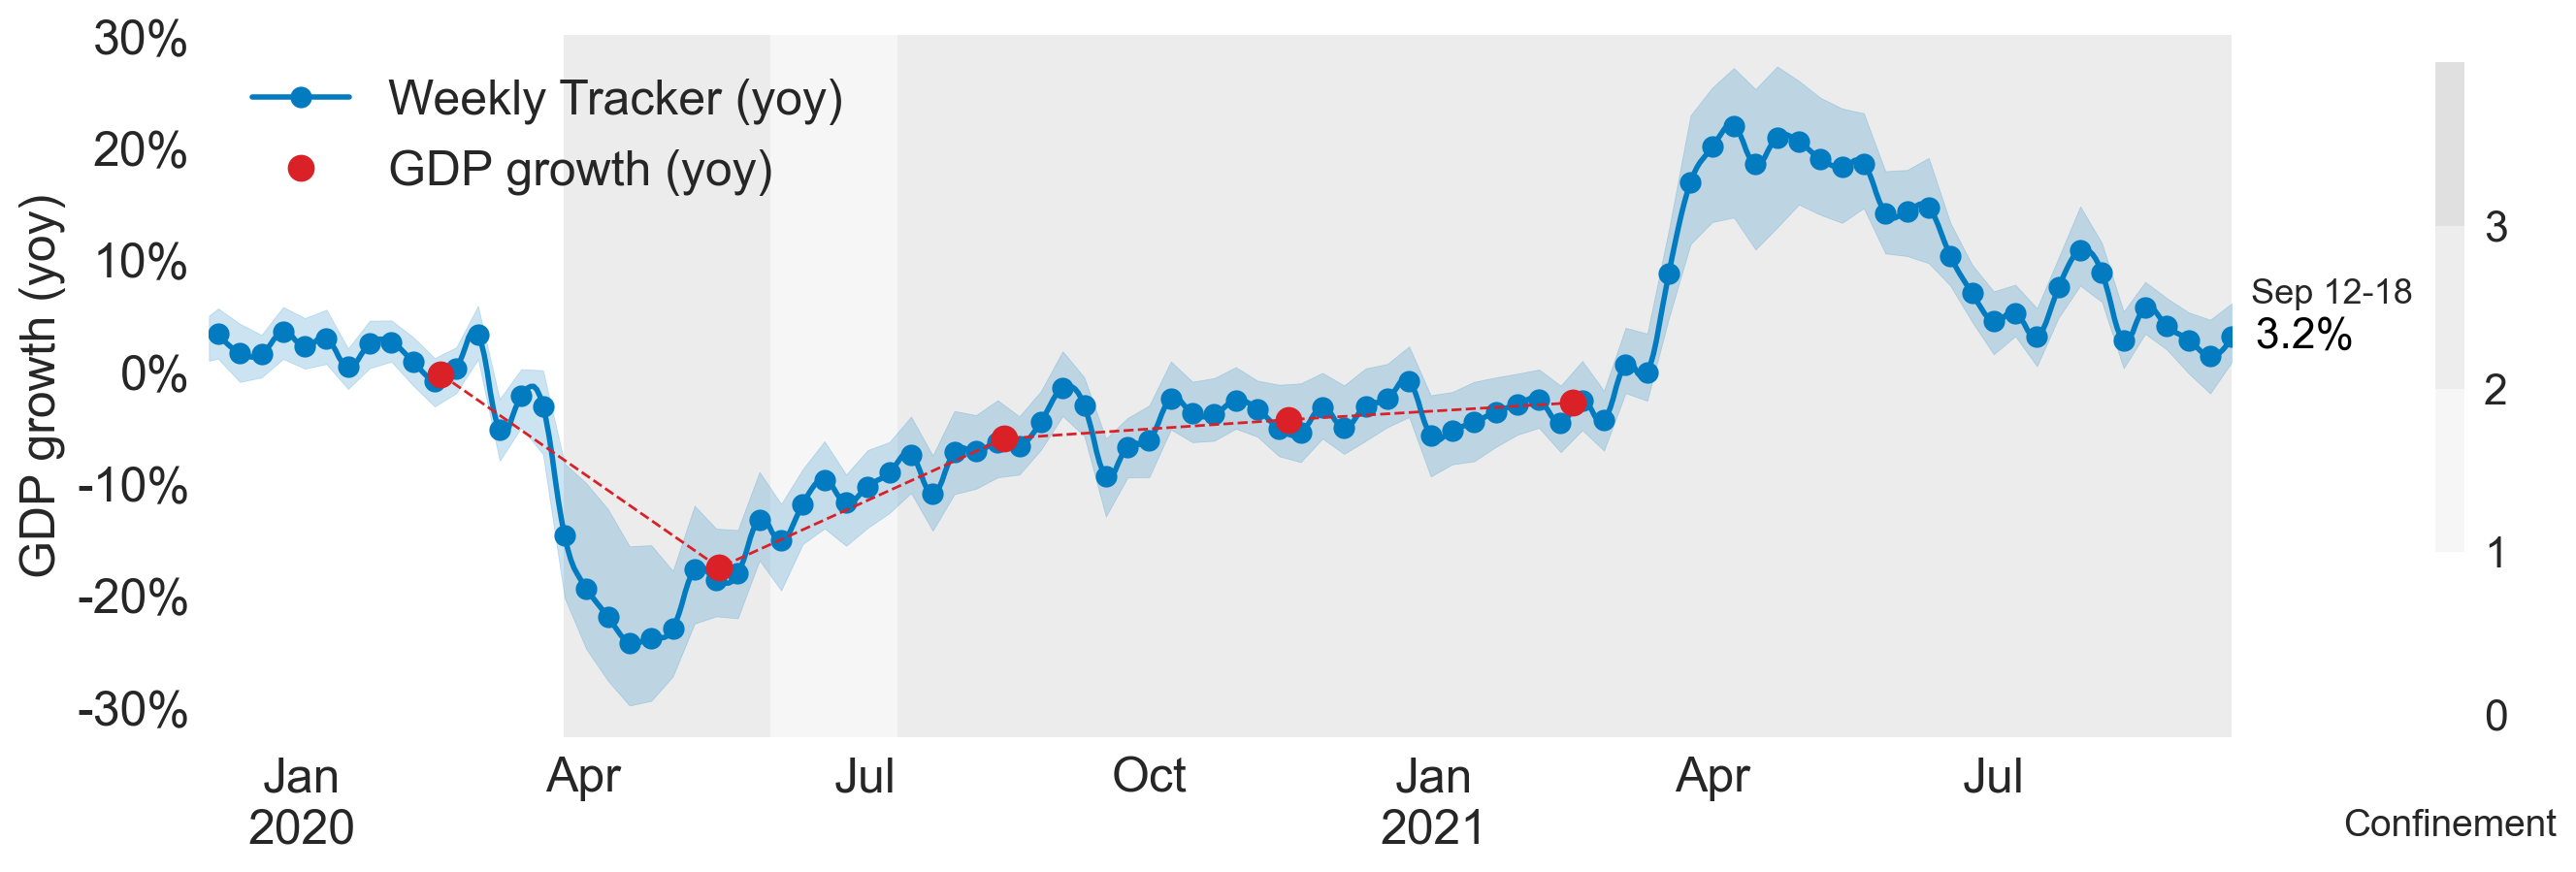 30%
20%
10%
0%
-10%
-20%
-30%
GDP growth (yoy)
Weekly Tracker (yoy)
GDP growth (yoy)
Sep 12-18
3.2%
3
2
1
0
Confinement
Jan
2020
Apr
Jul
Oct
Jan
2021
Apr
Jul